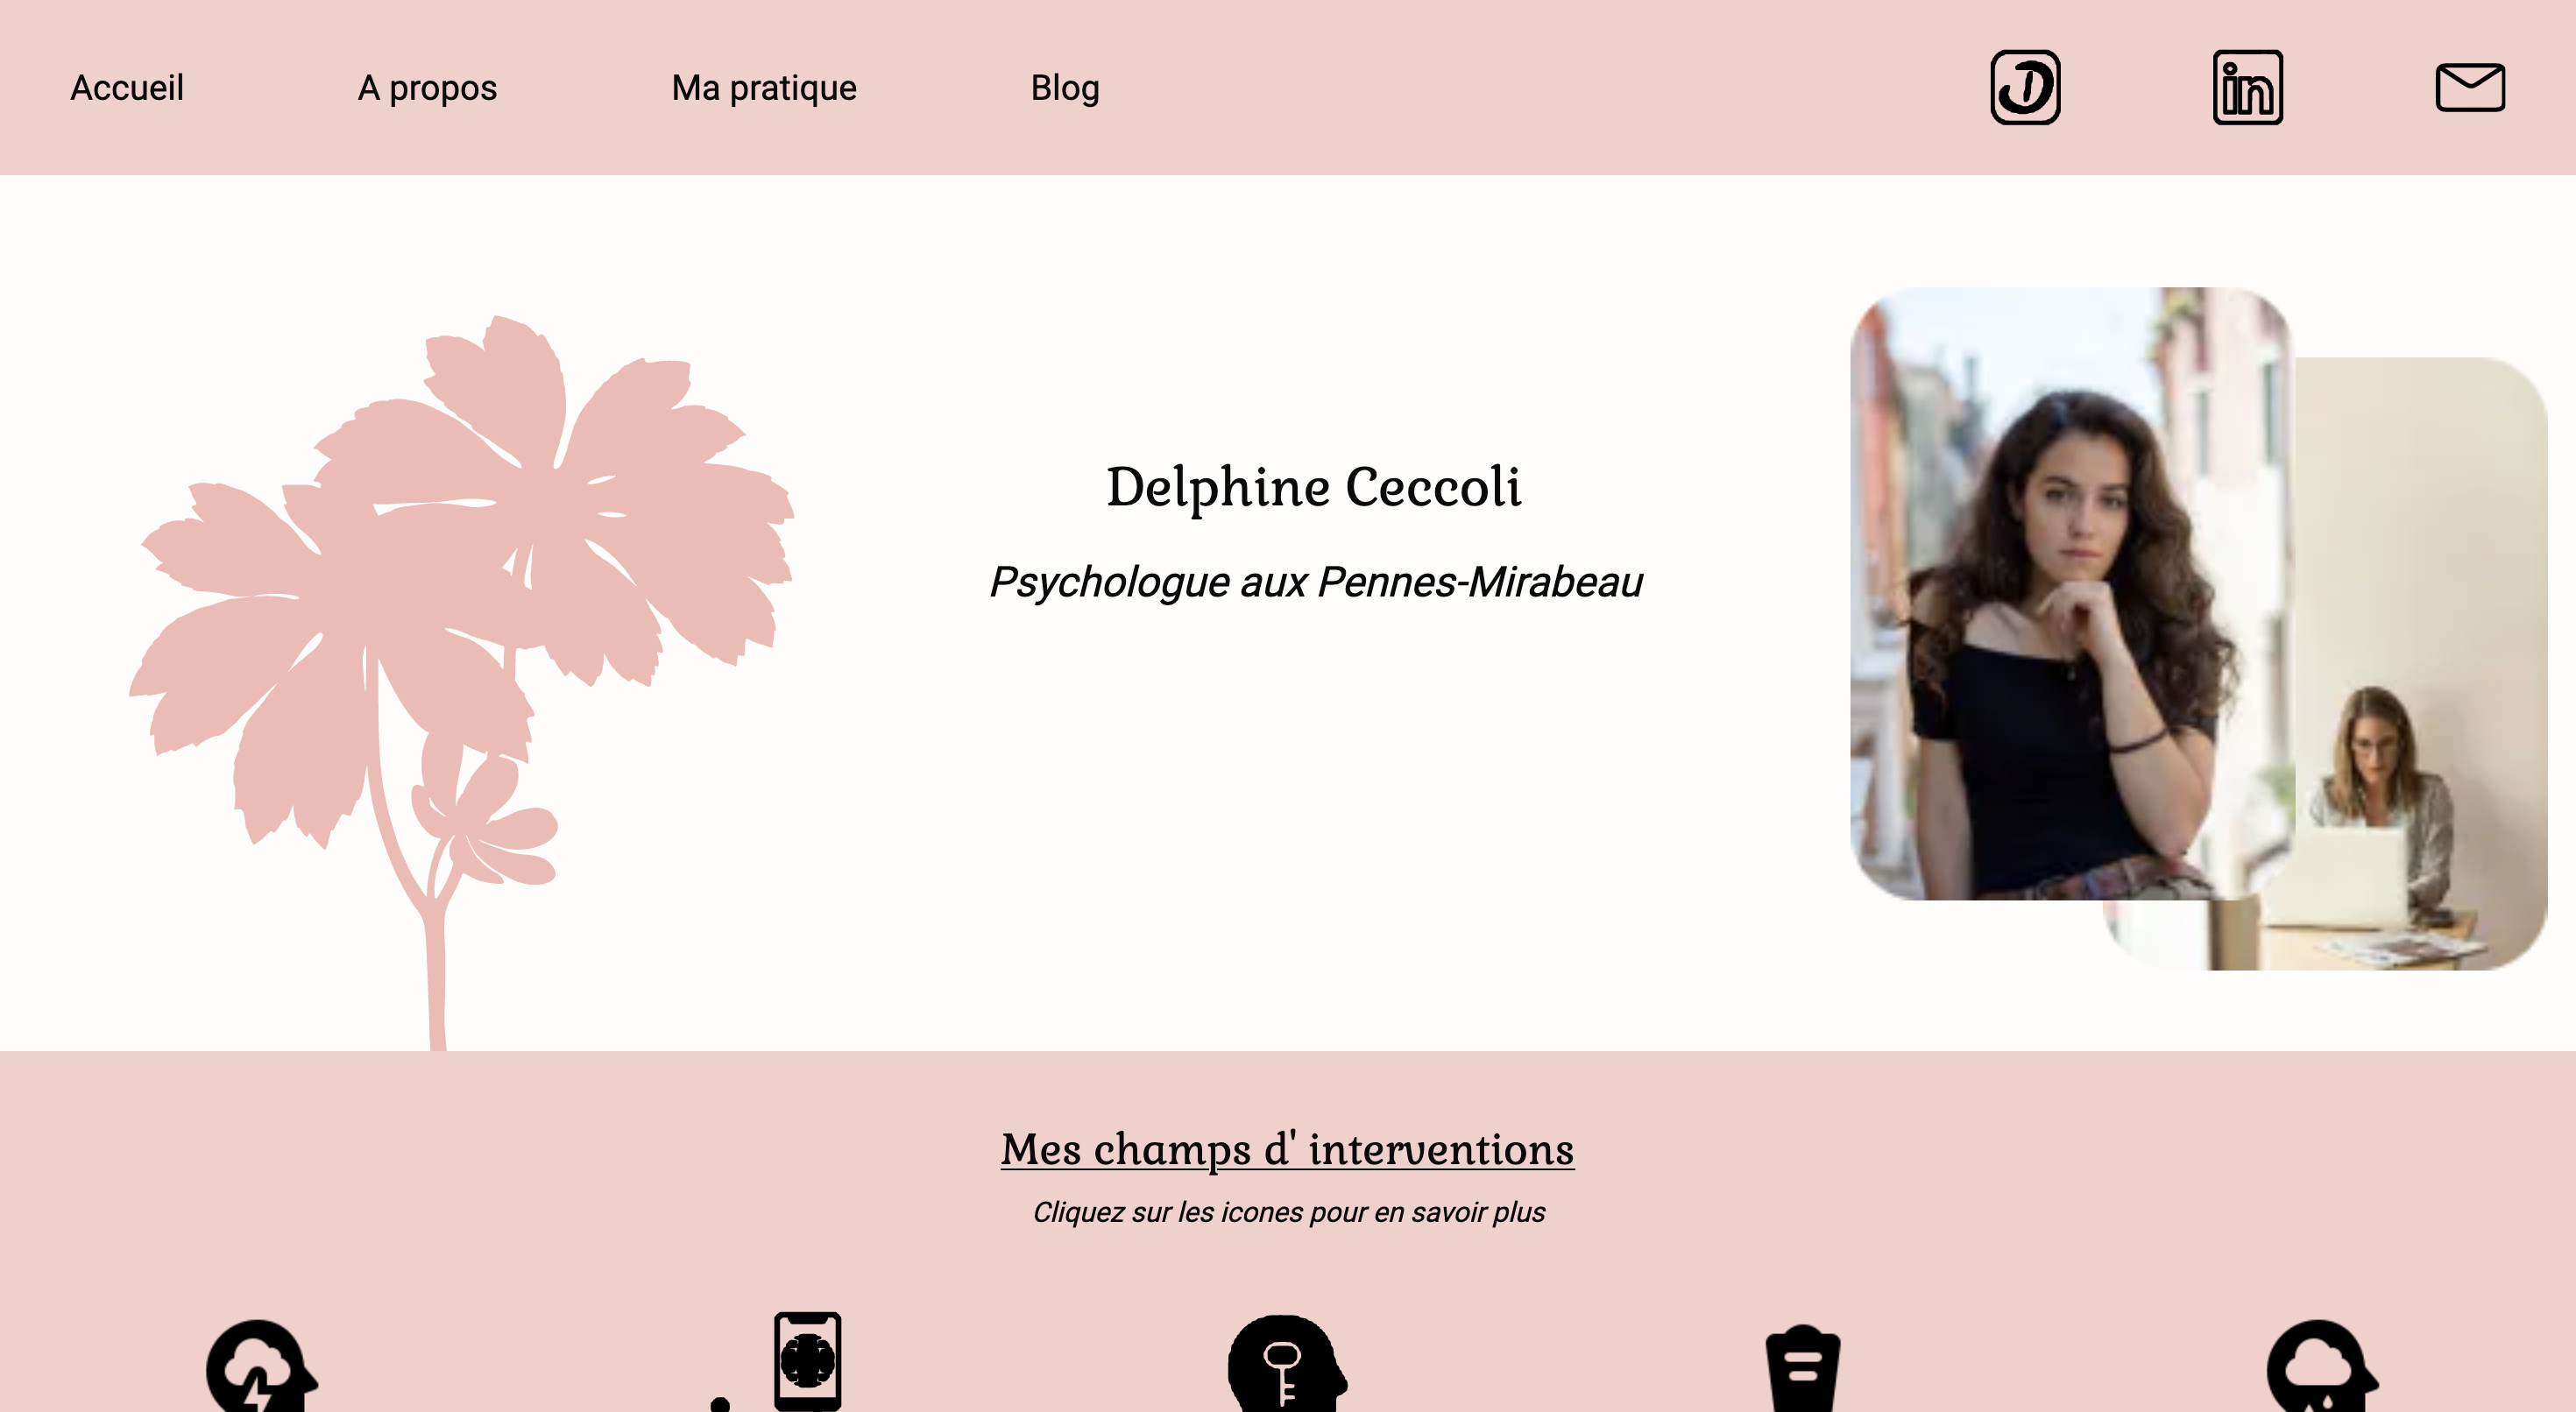 Accueil
A propos
Ma pratique
Blog
D
in
Delphine Ceccoli
Psychologue aux Pennes-Mirabeau
Mes champs d' interventions
Cliquez sur les icones pour en savoir plus